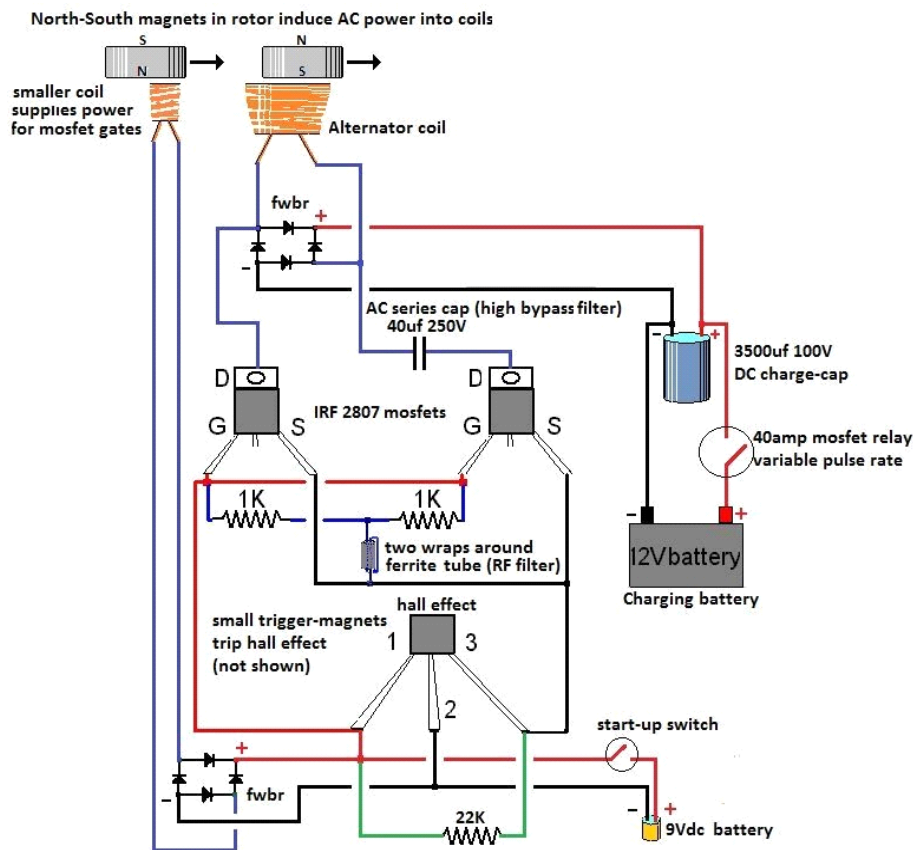 North-South magnets in rotor induce AC power into coils
S
N
N
S
smaller coil
supplies power
for mosfet gates
Alternator coil
fwbr
+
-
AC series cap (high bypass filter)
40uf 250V
-
+
3500uf 100V
DC charge-cap
D
D
IRF 2807 mosfets
G
S
G
S
40amp mosfet relay
variable pulse rate
1K
1K
-
+
two wraps around
ferrite tube (RF filter)
12V battery
Charging battery
hall effect
small trigger-magnets
trip hall effect
(not shown)
1
3
2
start-up switch
+
-
fwbr
22K
-
+
9Vdc battery